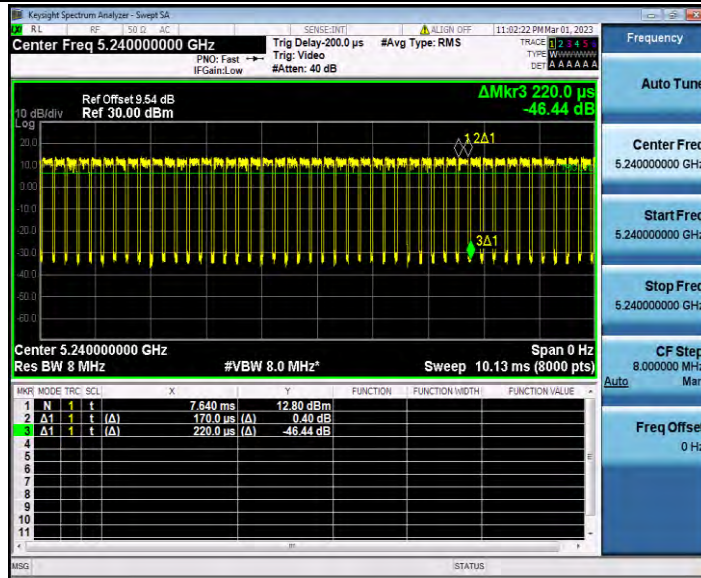 Keysight Spectrum Analyzer - Swept SA
RL RF 50 Ω AC SENSE:INT ALIGN OFF 11:02:22 PM Mar 01, 2023
Center Freq 5.240000000 GHz
PNO: Fast
IFGain:Low
Trig Delay-200.0 µs
Trig: Video
#Atten: 40 dB
#Avg Type: RMS
TRACE 1 2 3 4 5 6
TYPE WWWWWW
DET A A A A A A
Frequency
Ref Offset 9.54 dB
10 dB/div Ref 30.00 dBm
Log
ΔMkr3 220.0 µs
-46.44 dB
20.0
10.0
0.00
-10.0
-20.0
-30.0
-40.0
-50.0
-60.0
1 2Δ1
3Δ1
Center 5.240000000 GHz Span 0 Hz
Res BW 8 MHz #VBW 8.0 MHz* Sweep 10.13 ms (8000 pts)
MKR MODE TRC SCL X Y FUNCTION FUNCTION WIDTH FUNCTION VALUE
1 N 1 t 7.640 ms 12.80 dBm
2 Δ1 1 t (Δ) 170.0 µs (Δ) 0.40 dB
3 Δ1 1 t (Δ) 220.0 µs (Δ) -46.44 dB
4
5
6
7
8
9
10
11
MSG STATUS
Auto Tune
Center Freq
5.240000000 GHz
Start Freq
5.240000000 GHz
Stop Freq
5.240000000 GHz
CF Step
8.000000 MHz
Auto Man
Freq Offset
0 Hz